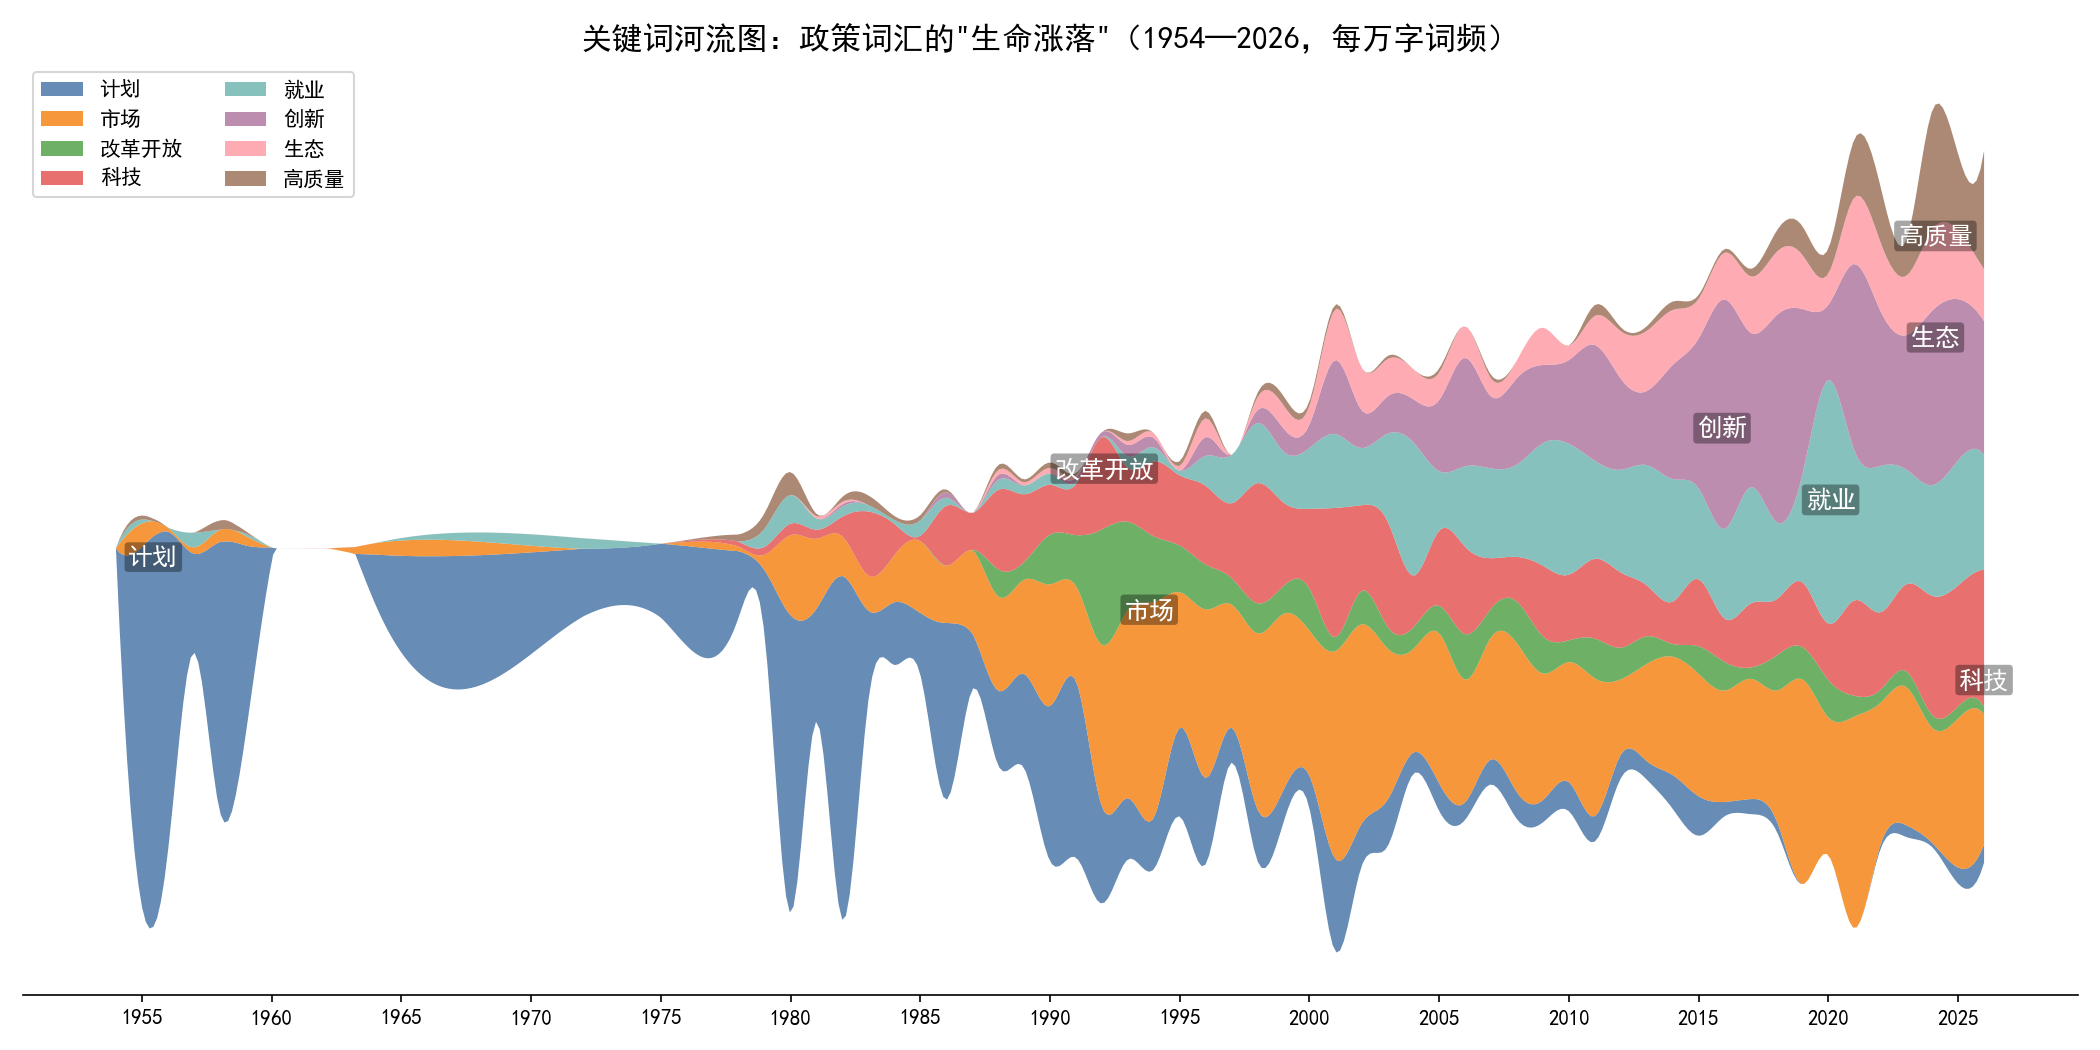 关键词河流图：政策词汇的"生命涨落"（1954—2026，每万字词频）
计划
市场
改革开放
科技
就业
创新
生态
高质量
高质量
生态
创新
改革开放
就业
计划
市场
科技
1955 1960 1965 1970 1975 1980 1985 1990 1995 2000 2005 2010 2015 2020 2025